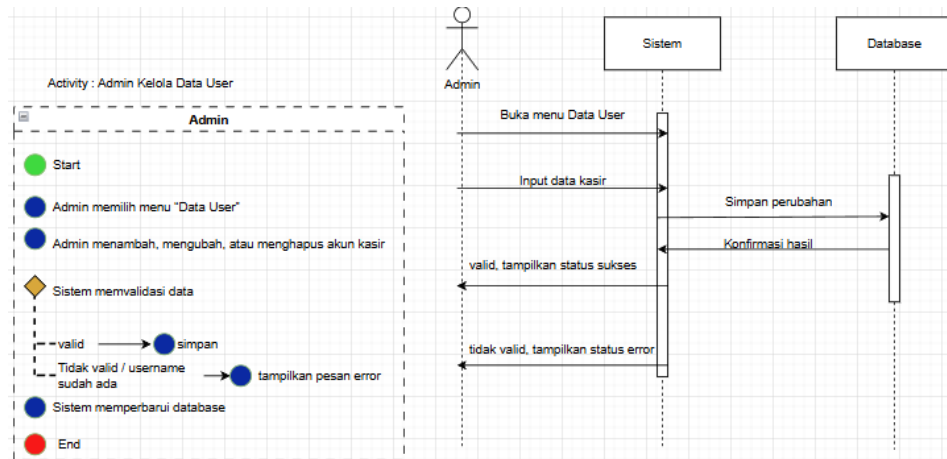 Activity : Admin Kelola Data User
Admin
Start
Admin memilih menu "Data User"
Admin menambah, mengubah, atau menghapus akun kasir
Sistem memvalidasi data
valid
simpan
Tidak valid / username
sudah ada
tampilkan pesan error
Sistem memperbarui database
End
Admin
Sistem
Database
Buka menu Data User
Input data kasir
Simpan perubahan
Konfirmasi hasil
valid, tampilkan status sukses
tidak valid, tampilkan status error